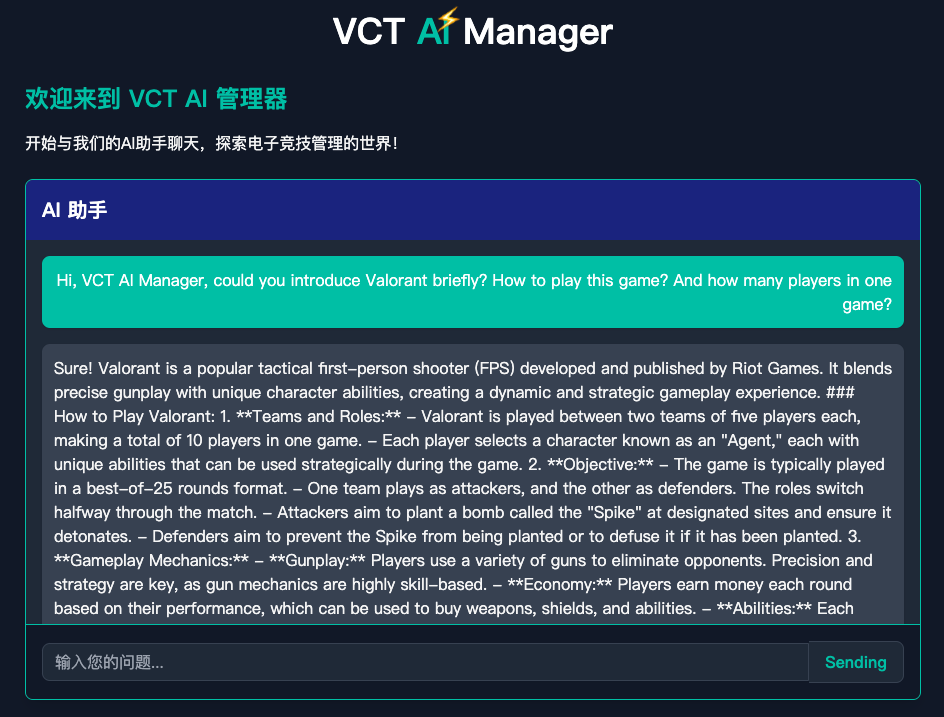 VCT AI Manager
欢迎来到 VCT AI 管理器
开始与我们的AI助手聊天，探索电子竞技管理的世界！
AI 助手
Hi, VCT AI Manager, could you introduce Valorant briefly? How to play this game? And how many players in one
game?
Sure! Valorant is a popular tactical first-person shooter (FPS) developed and published by Riot Games. It blends
precise gunplay with unique character abilities, creating a dynamic and strategic gameplay experience. ###
How to Play Valorant: 1. **Teams and Roles:** - Valorant is played between two teams of five players each,
making a total of 10 players in one game. - Each player selects a character known as an "Agent," each with
unique abilities that can be used strategically during the game. 2. **Objective:** - The game is typically played
in a best-of-25 rounds format. - One team plays as attackers, and the other as defenders. The roles switch
halfway through the match. - Attackers aim to plant a bomb called the "Spike" at designated sites and ensure it
detonates. - Defenders aim to prevent the Spike from being planted or to defuse it if it has been planted. 3.
**Gameplay Mechanics:** - **Gunplay:** Players use a variety of guns to eliminate opponents. Precision and
strategy are key, as gun mechanics are highly skill-based. - **Economy:** Players earn money each round
based on their performance, which can be used to buy weapons, shields, and abilities. - **Abilities:** Each
输入您的问题...
Sending